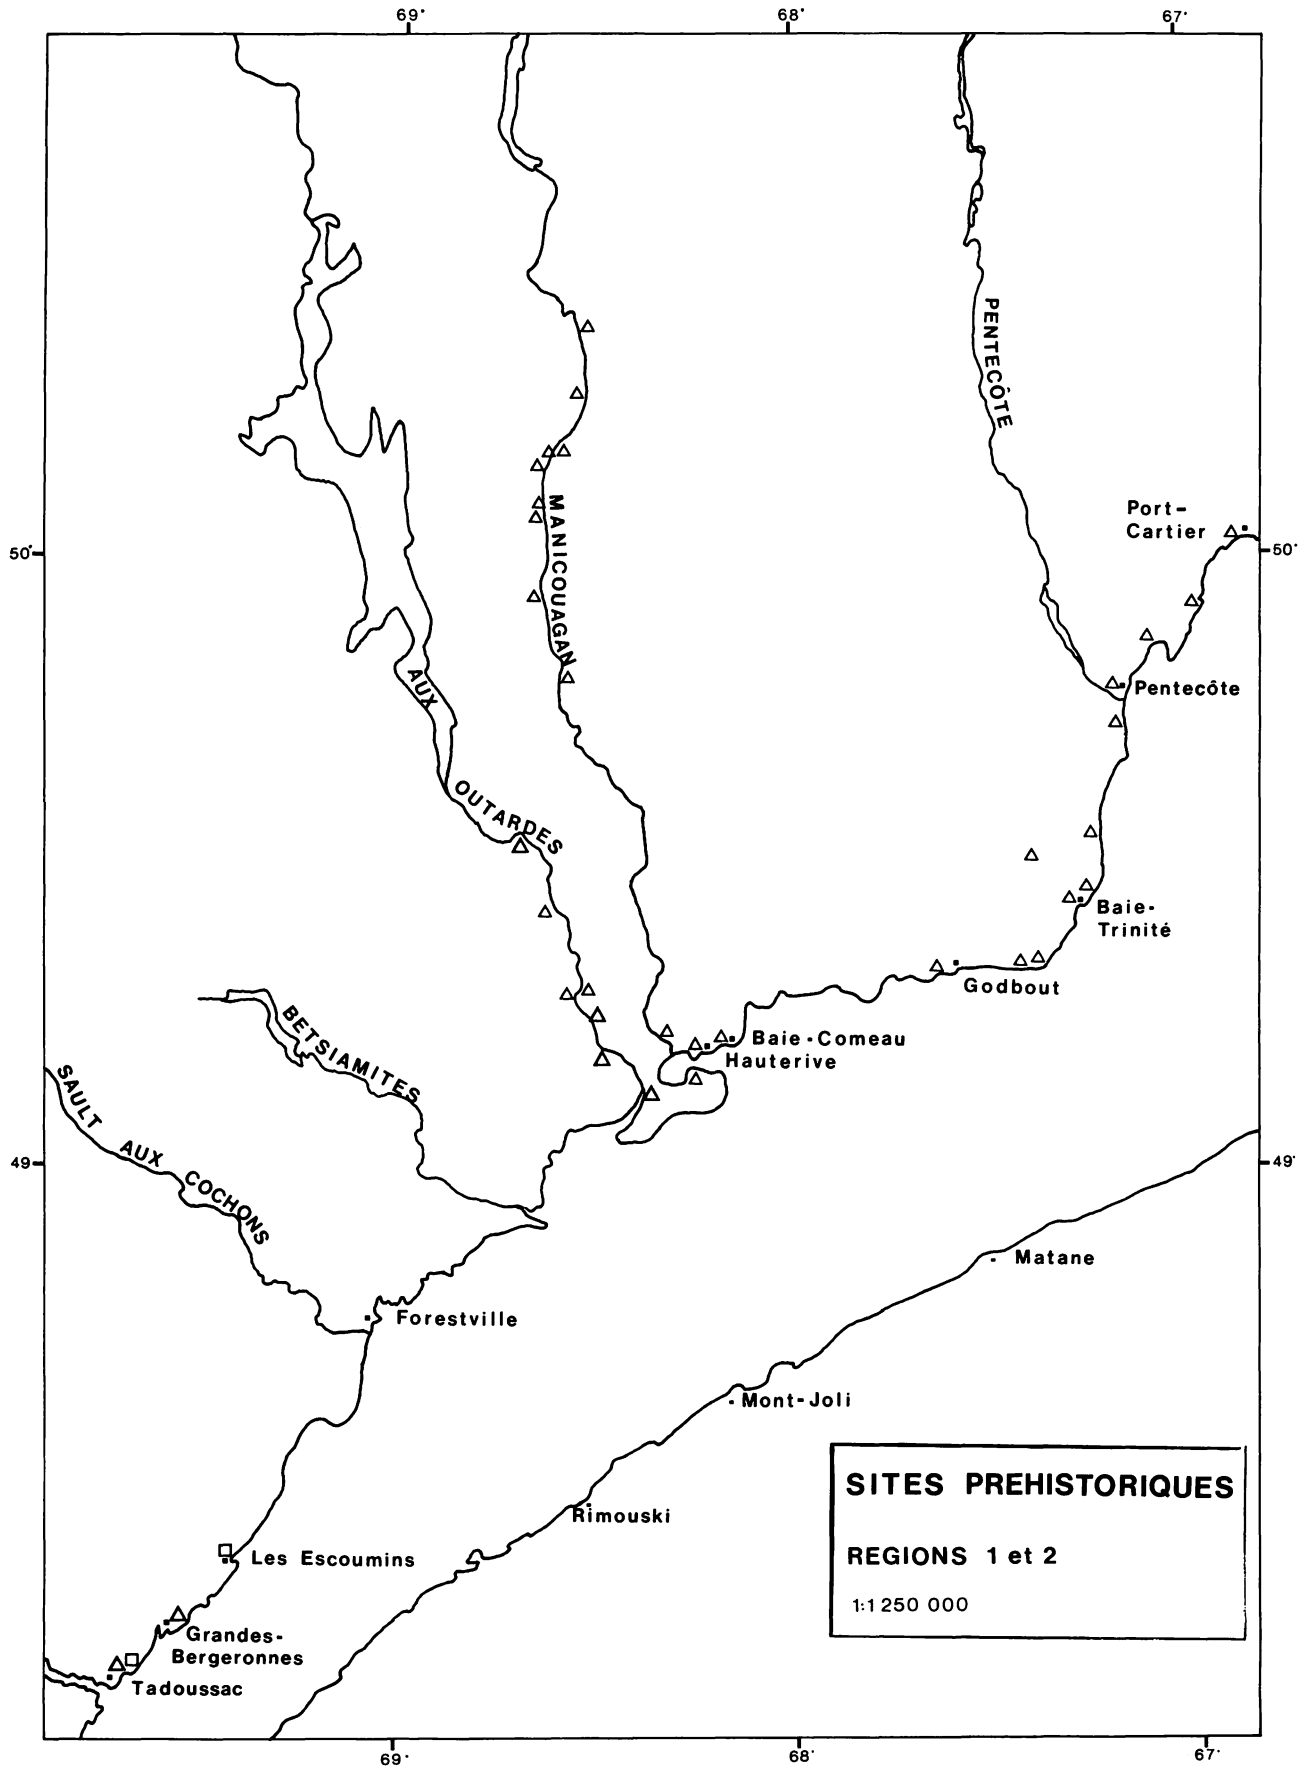 69°
68°
67°
PENTECÔTE
MANICOUAGAN
Port-
Cartier
50°
50°
Pentecôte
AUX
OUTARDES
Baie-
Trinité
Godbout
BETSIAMITES
Baie-Comeau
Hauterive
SAULT AUX COCHONS
49°
49°
Matane
Forestville
Mont-Joli
SITES PREHISTORIQUES
Rimouski
REGIONS 1 et 2
Les Escoumins
1:1 250 000
Grandes-
Bergeronnes
Tadoussac
69°
68°
67°